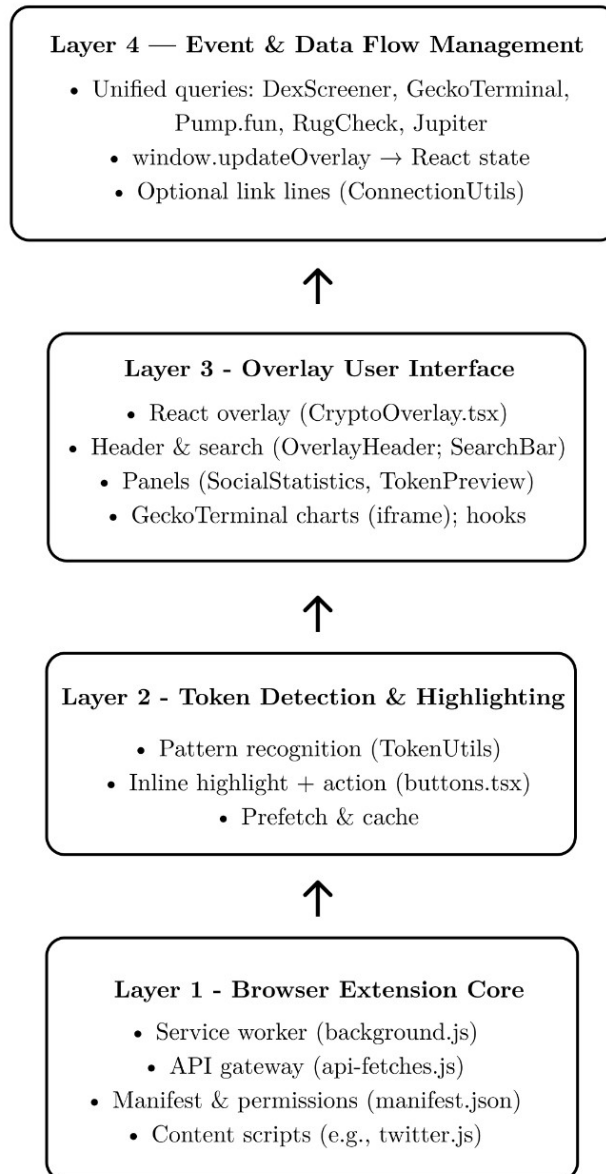 Layer 4 — Event & Data Flow Management
• Unified queries: DexScreener, GeckoTerminal,
Pump.fun, RugCheck, Jupiter
• window.updateOverlay → React state
• Optional link lines (ConnectionUtils)
Layer 3 - Overlay User Interface
• React overlay (CryptoOverlay.tsx)
• Header & search (OverlayHeader; SearchBar)
• Panels (SocialStatistics, TokenPreview)
• GeckoTerminal charts (iframe); hooks
Layer 2 - Token Detection & Highlighting
• Pattern recognition (TokenUtils)
• Inline highlight + action (buttons.tsx)
• Prefetch & cache
Layer 1 - Browser Extension Core
• Service worker (background.js)
• API gateway (api-fetches.js)
• Manifest & permissions (manifest.json)
• Content scripts (e.g., twitter.js)